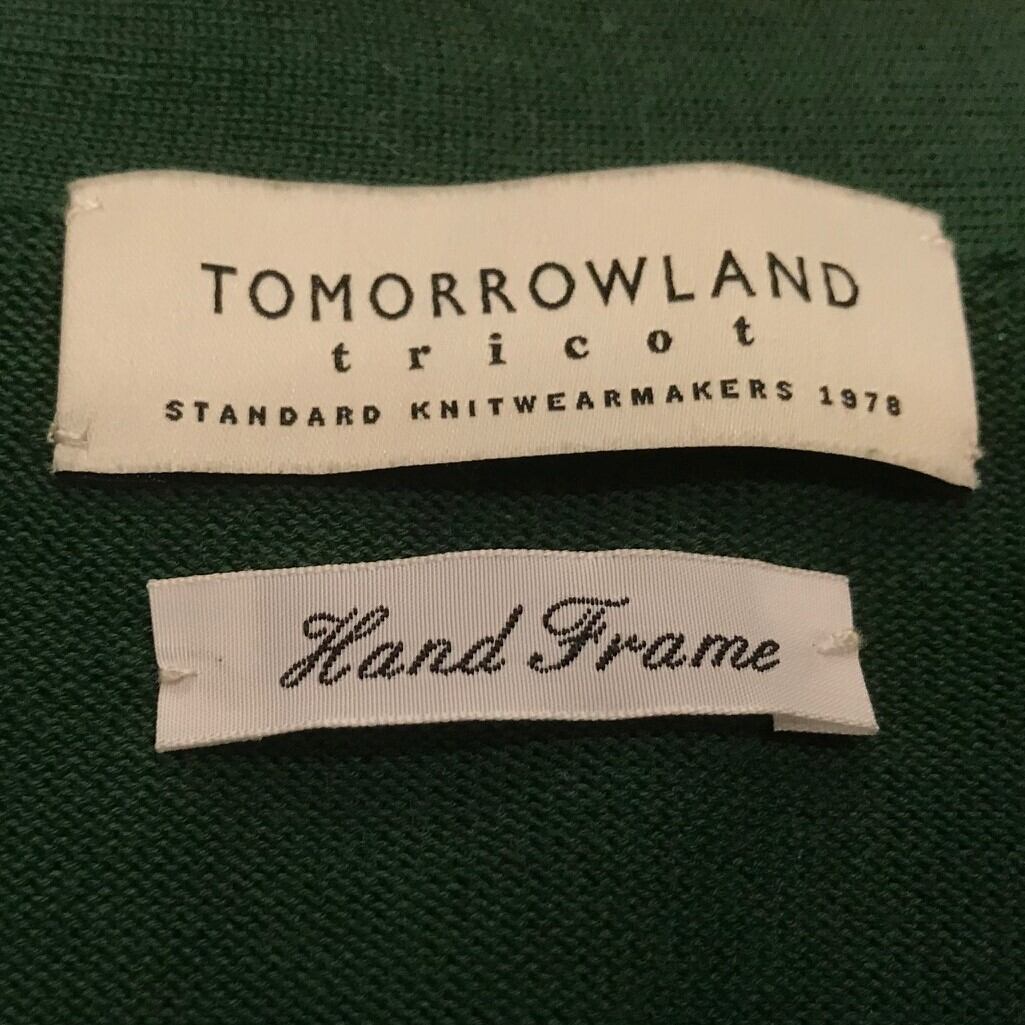 TOMORROWLAND
tricot
STANDARD KNITWEARMAKERS 1978
Hand Frame